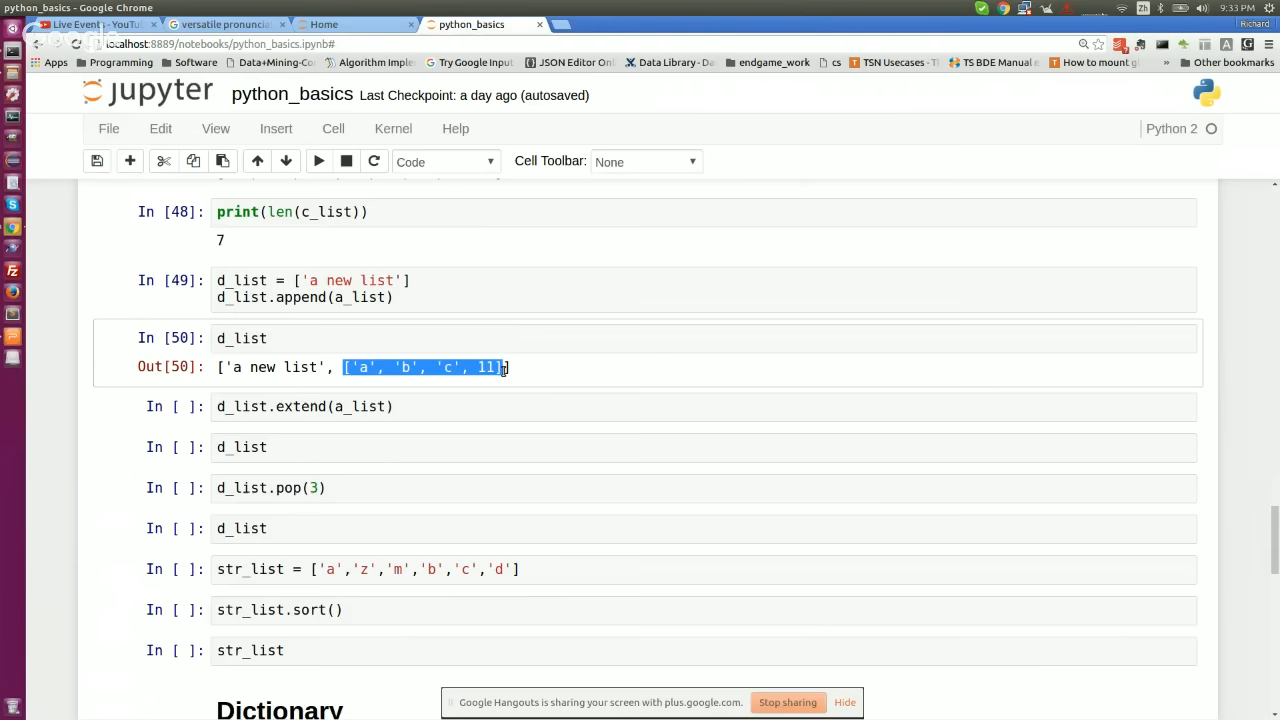 python_basics - Google Chrome
Zh
9:33 PM
Live Events - YouTu
versatile pronuncia
Home
python_basics
Richard
Google
localhost:8889/notebooks/python_basics.ipynb#
Apps
Programming
Software
Data+Mining-Co
Algorithm Imple
Try Google Input
JSON Editor Onl
Data Library - Da
endgame_work
cs
TSN Usecases - T
TS BDE Manual e
How to mount g
»
Other bookmarks
jupyter python_basics Last Checkpoint: a day ago (autosaved)
File Edit View Insert Cell Kernel Help
Python 2
Code
Cell Toolbar: None
In [48]: print(len(c_list))
7
In [49]: d_list = ['a new list']
d_list.append(a_list)
In [50]: d_list
Out[50]: ['a new list', ['a', 'b', 'c', 11]]
In [ ]: d_list.extend(a_list)
In [ ]: d_list
In [ ]: d_list.pop(3)
In [ ]: d_list
In [ ]: str_list = ['a','z','m','b','c','d']
In [ ]: str_list.sort()
In [ ]: str_list
Dictionary
Google Hangouts is sharing your screen with plus.google.com. Stop sharing Hide